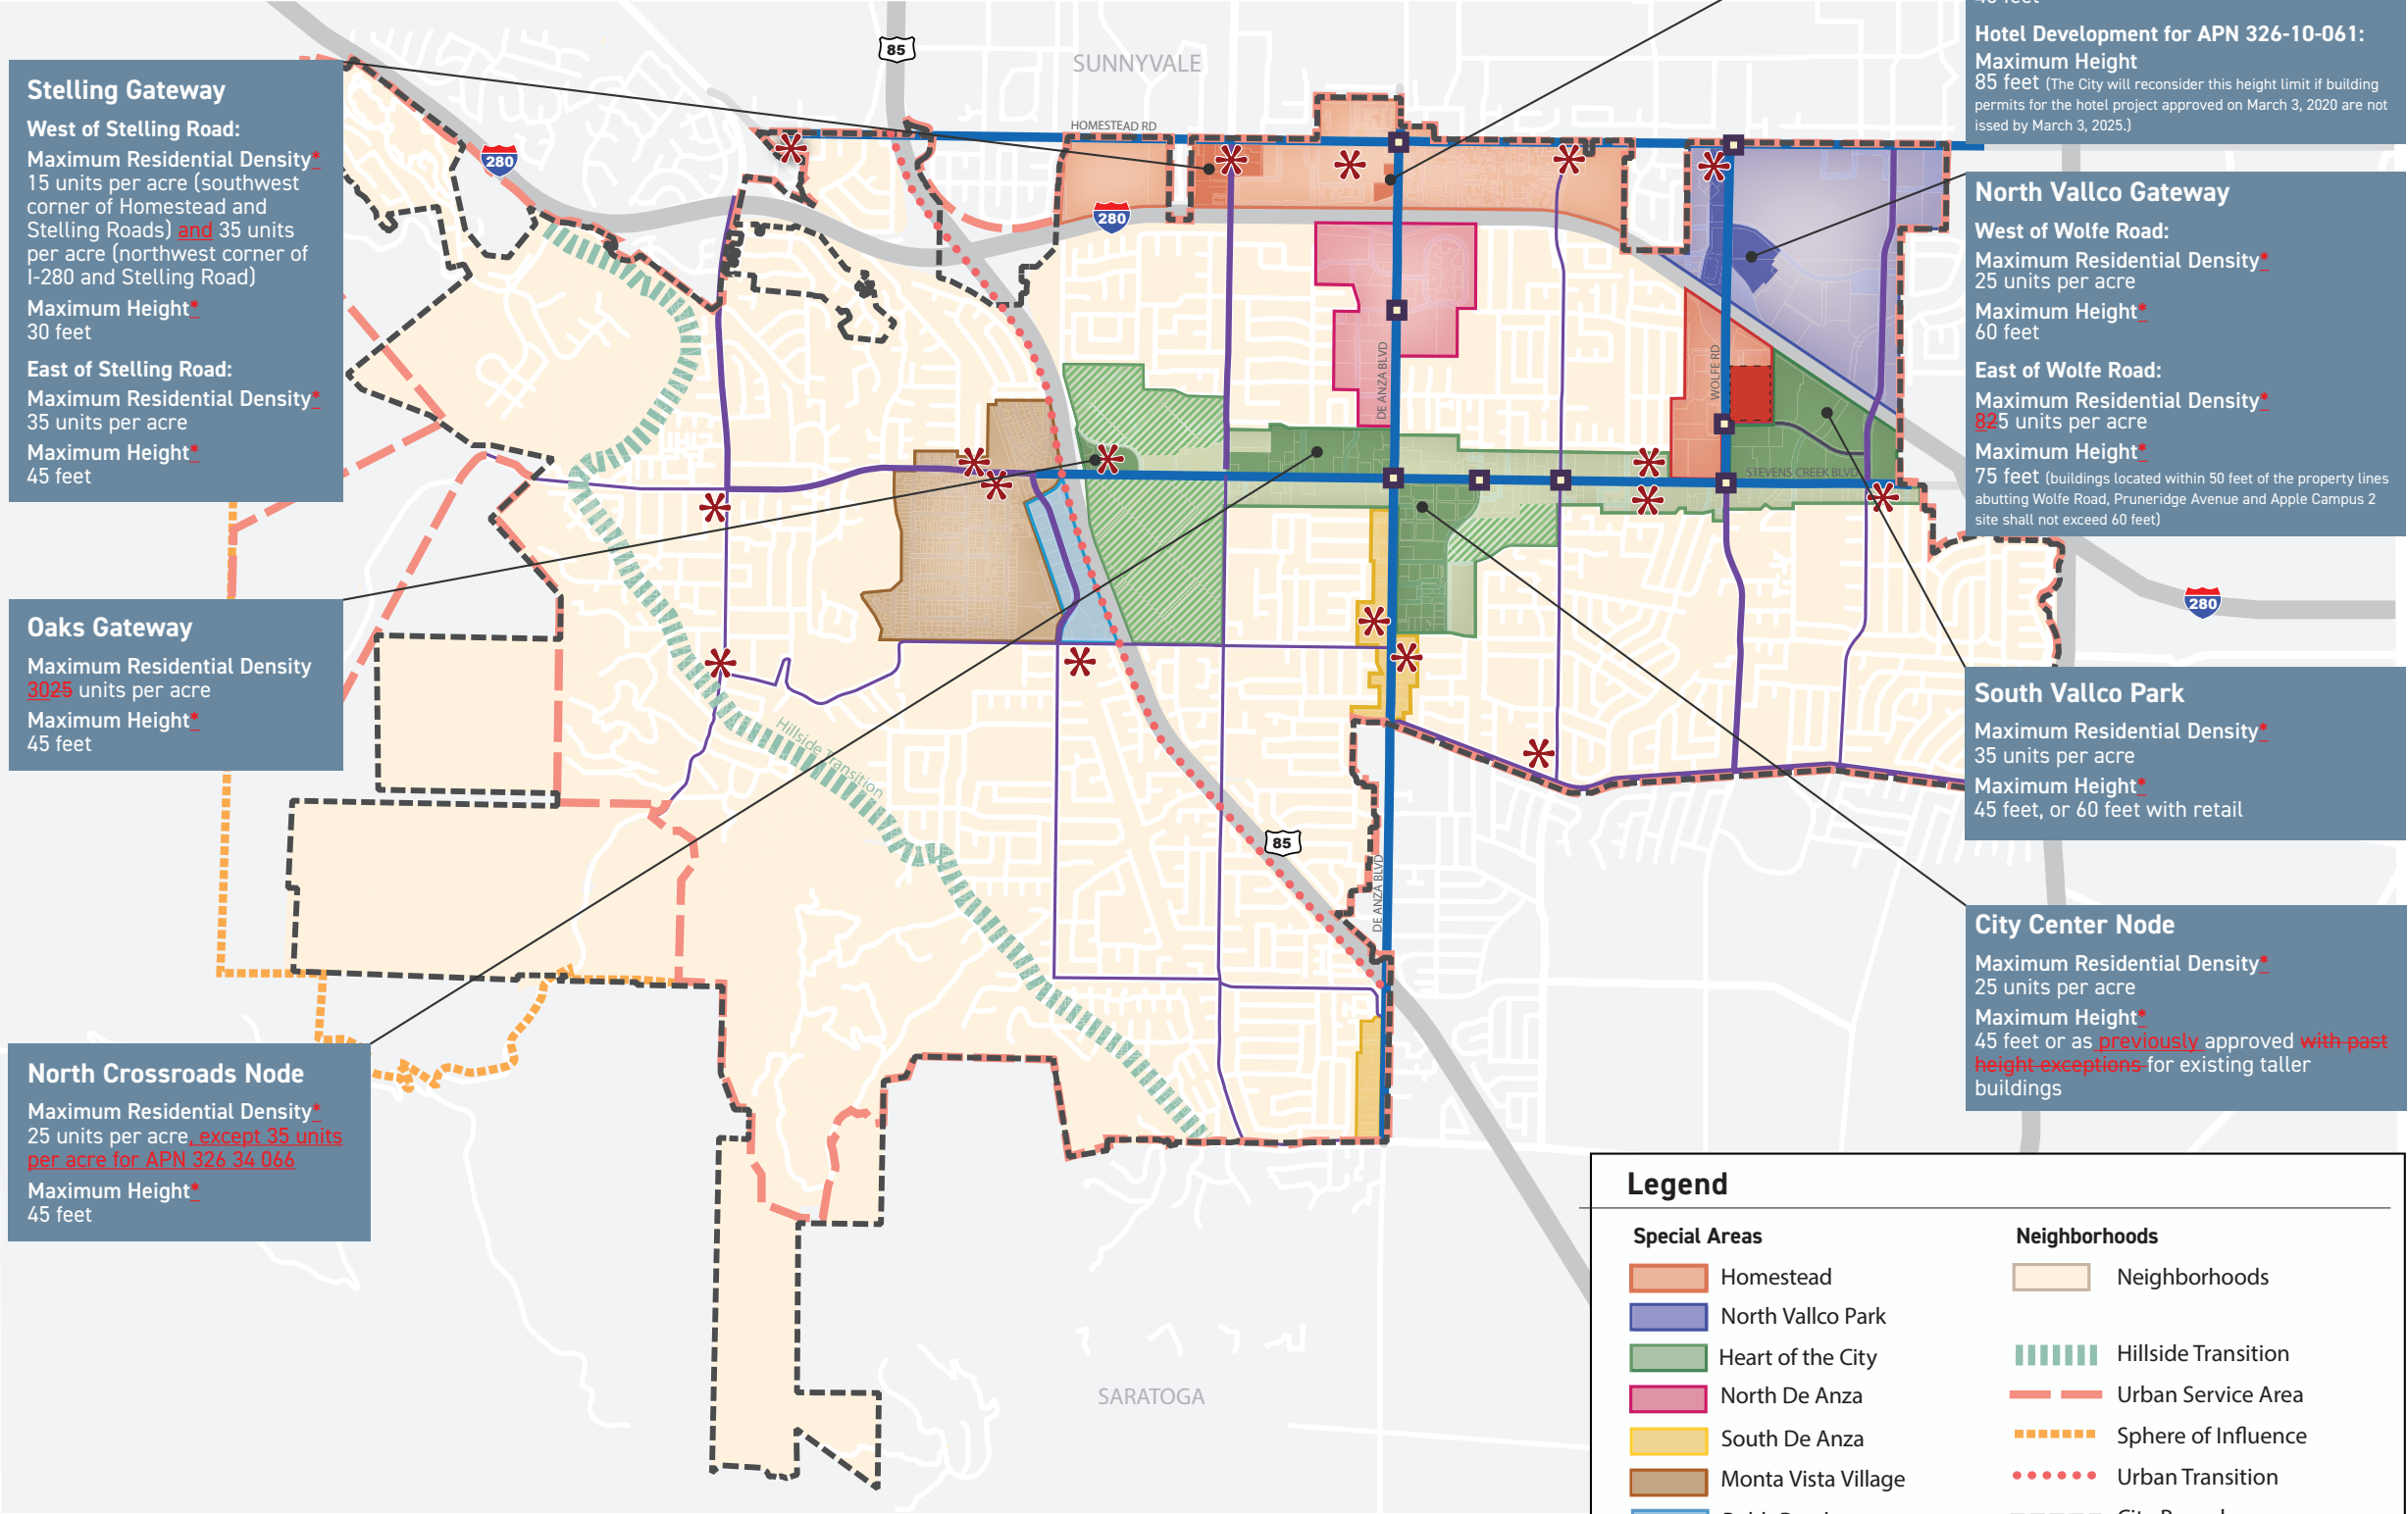 Stelling Gateway
West of Stelling Road:
Maximum Residential Density*
15 units per acre (southwest
corner of Homestead and
Stelling Roads) and 35 units
per acre (northwest corner of
I-280 and Stelling Road)
Maximum Height*
30 feet
East of Stelling Road:
Maximum Residential Density*
35 units per acre
Maximum Height*
45 feet
Oaks Gateway
Maximum Residential Density
3025 units per acre
Maximum Height*
45 feet
North Crossroads Node
Maximum Residential Density*
25 units per acre, except 35 units
per acre for APN 326 34 066
Maximum Height*
45 feet
85
SUNNYVALE
HOMESTEAD RD
280
280
DE ANZA BLVD
WOLFE RD
STEVENS CREEK BLVD
280
Hillside Transition
85
DE ANZA BLVD
SARATOGA
Hotel Development for APN 326-10-061:
Maximum Height
85 feet (The City will reconsider this height limit if building
permits for the hotel project approved on March 3, 2020 are not
issed by March 3, 2025.)
North Vallco Gateway
West of Wolfe Road:
Maximum Residential Density*
25 units per acre
Maximum Height*
60 feet
East of Wolfe Road:
Maximum Residential Density*
825 units per acre
Maximum Height*
75 feet (buildings located within 50 feet of the property lines
abutting Wolfe Road, Pruneridge Avenue and Apple Campus 2
site shall not exceed 60 feet)
South Vallco Park
Maximum Residential Density*
35 units per acre
Maximum Height*
45 feet, or 60 feet with retail
City Center Node
Maximum Residential Density*
25 units per acre
Maximum Height*
45 feet or as previously approved with past
height exceptions for existing taller
buildings
Legend
Special Areas
Homestead
North Vallco Park
Heart of the City
North De Anza
South De Anza
Monta Vista Village
Neighborhoods
Neighborhoods
Hillside Transition
Urban Service Area
Sphere of Influence
Urban Transition